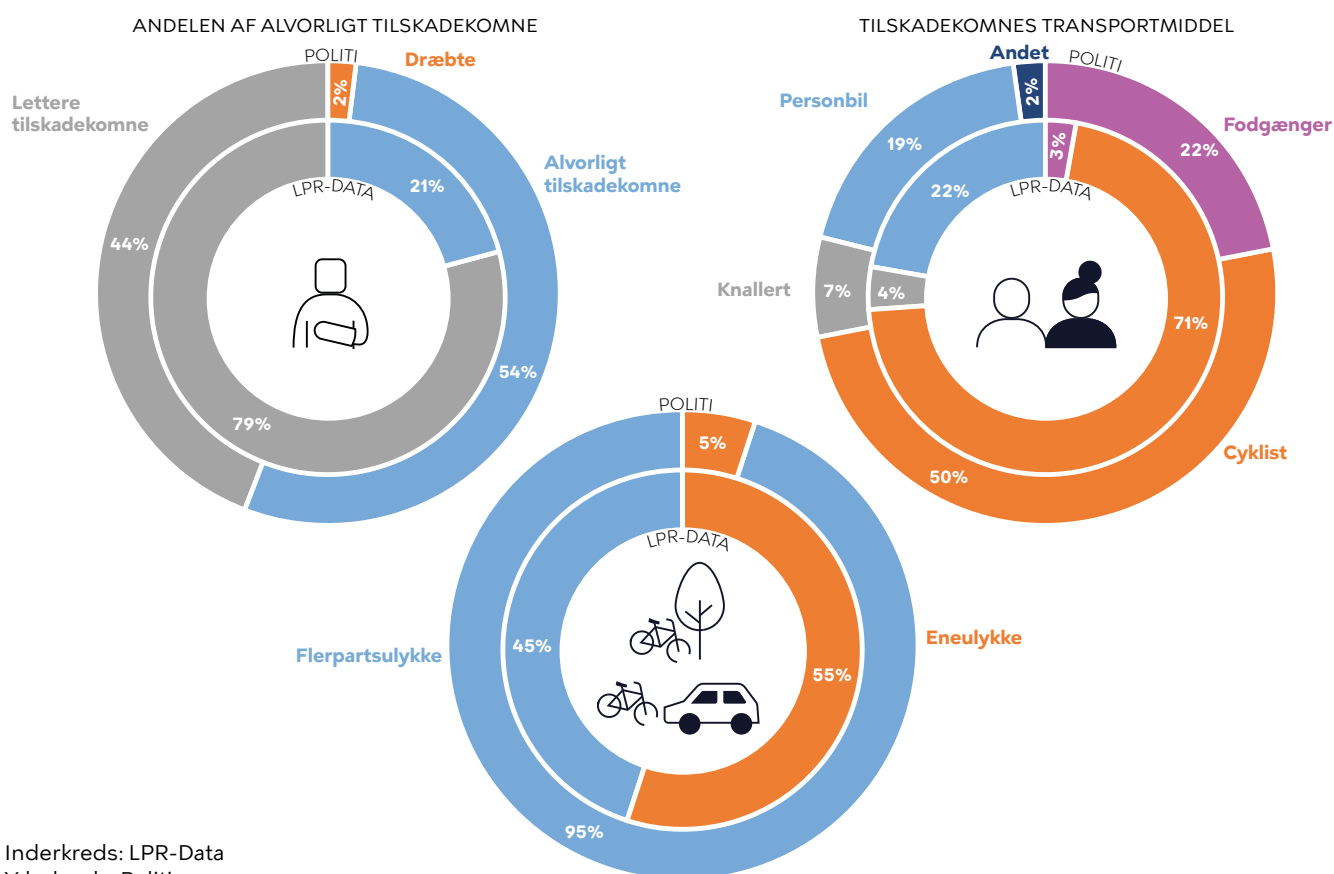 ANDELEN AF ALVORLIGT TILSKADEKOMNE
POLITI
Dræbte
2%
Lettere
tilskadekomne
Alvorligt
tilskadekomne
21%
LPR-DATA
44%
54%
79%
TILSKADEKOMNES TRANSPORTMIDDEL
Andet
POLITI
2%
Personbil
Fodgænger
19%
22%
3%
22%
LPR-DATA
Knallert
7%
4%
71%
Cyklist
50%
POLITI
5%
LPR-DATA
Flerpartsulykke
45%
Eneulykke
55%
95%
Inderkreds: LPR-Data